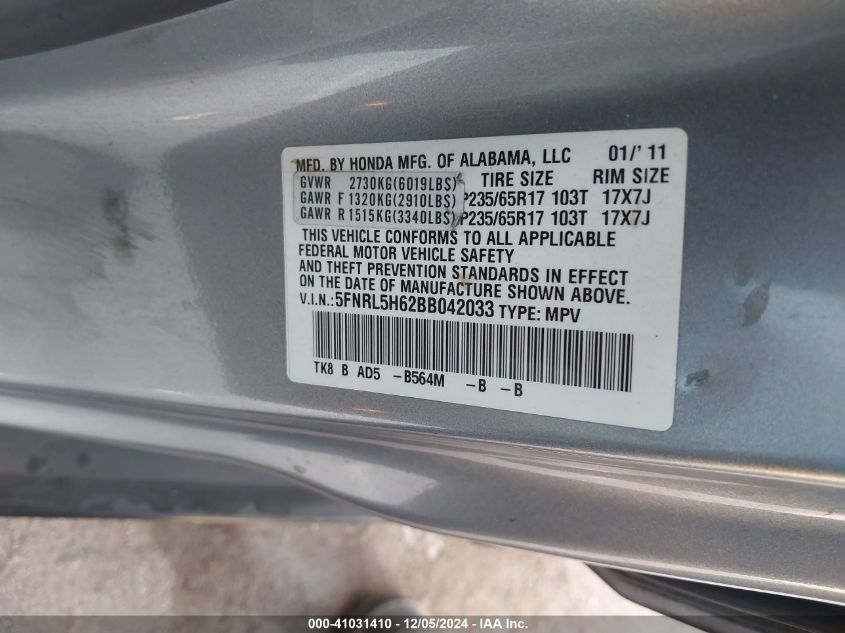 MFD. BY HONDA MFG. OF ALABAMA, LLC 01/' 11
GVWR 2730KG(6019LBS) TIRE SIZE RIM SIZE
GAWR F 1320KG(2910LBS) P235/65R17 103T 17X7J
GAWR R 1515KG(3340LBS) P235/65R17 103T 17X7J
THIS VEHICLE CONFORMS TO ALL APPLICABLE
FEDERAL MOTOR VEHICLE SAFETY
AND THEFT PREVENTION STANDARDS IN EFFECT
ON THE DATE OF MANUFACTURE SHOWN ABOVE.
V.I.N.:5FNRL5H62BB042033 TYPE: MPV
TK8 B AD5 -B564M -B -B
000-41031410 - 12/05/2024 - IAA Inc.